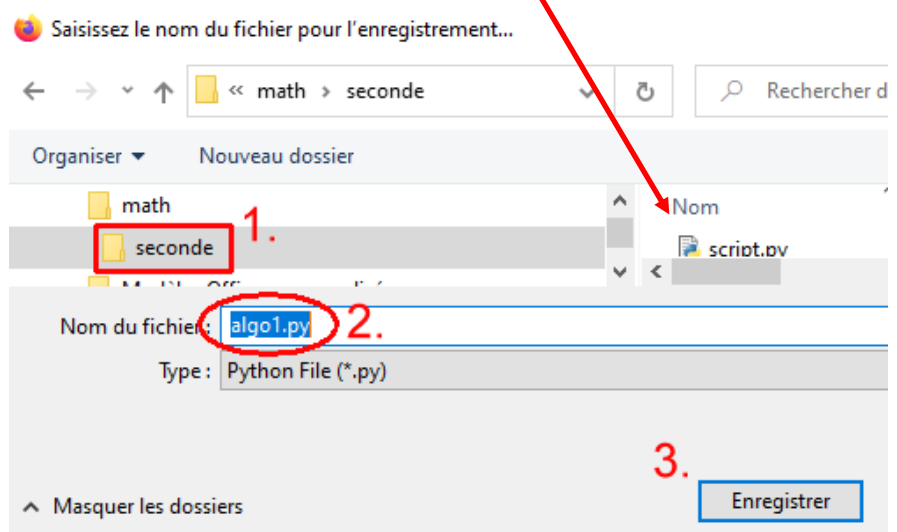 Saisissez le nom du fichier pour l'enregistrement...
« math › seconde
Rechercher d
Organiser
Nouveau dossier
math
1.
seconde
Nom
script.py
Nom du fichier : algo1.py
2.
Type : Python File (*.py)
3.
Masquer les dossiers
Enregistrer